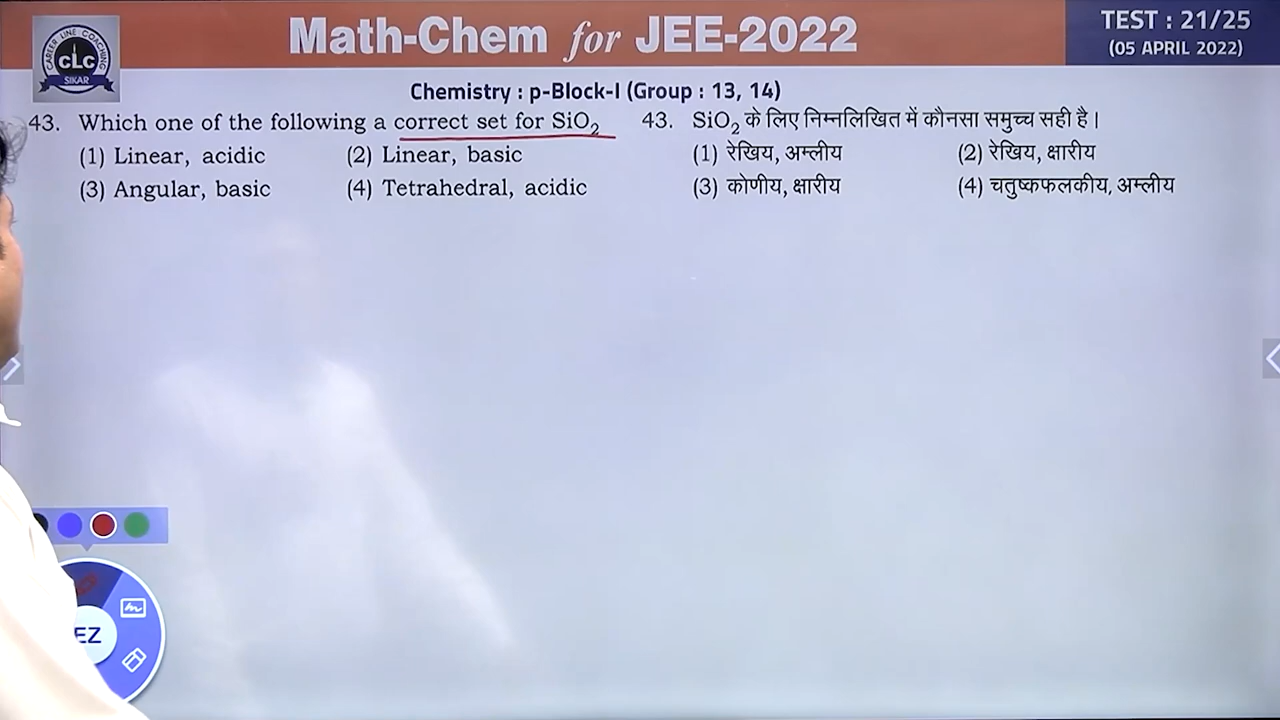 CAREER LINE COACHING
CLC
SIKAR
Math-Chem for JEE-2022
TEST : 21/25
(05 APRIL 2022)
Chemistry : p-Block-I (Group : 13, 14)
43. Which one of the following a correct set for SiO₂
(1) Linear, acidic (2) Linear, basic
(3) Angular, basic (4) Tetrahedral, acidic
43. SiO₂ के लिए निम्नलिखित में कौनसा समुच्च सही है।
(1) रेखिय, अम्लीय (2) रेखिय, क्षारीय
(3) कोणीय, क्षारीय (4) चतुष्कफलकीय, अम्लीय
EZ